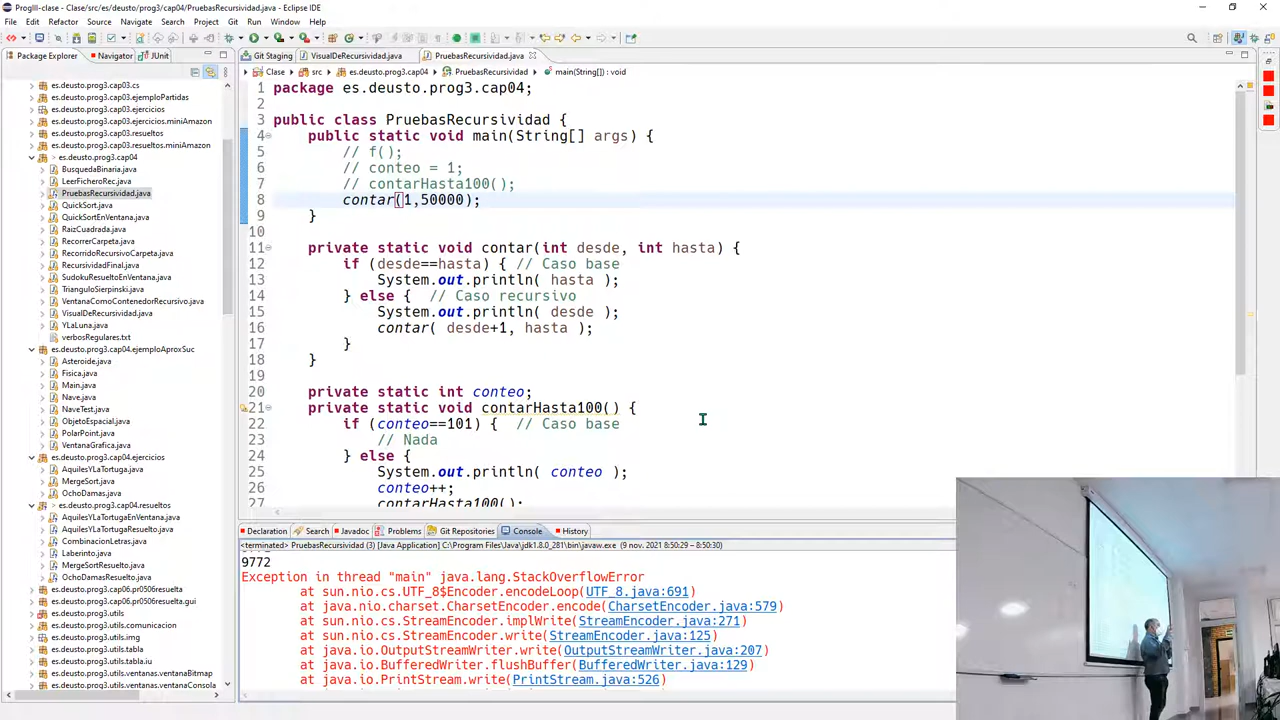 ProgIII-clase - Clase/src/es/deusto/prog3/cap04/PruebasRecursividad.java - Eclipse IDE
File Edit Refactor Source Navigate Search Project Git Run Window Help
Package Explorer Navigator JUnit
Git Staging VisualDeRecursividad.java PruebasRecursividad.java
Clase src es.deusto.prog3.cap04 PruebasRecursividad main(String[]) : void
es.deusto.prog3.cap03.cs
es.deusto.prog3.cap03.ejemploPartidas
es.deusto.prog3.cap03.ejercicios
es.deusto.prog3.cap03.ejercicios.miniAmazon
es.deusto.prog3.cap03.resueltos
es.deusto.prog3.cap03.resueltos.miniAmazon
es.deusto.prog3.cap04
BusquedaBinaria.java
LeerFicheroRec.java
PruebasRecursividad.java
QuickSort.java
QuickSortEnVentana.java
RaizCuadrada.java
RecorrerCarpeta.java
RecorridoRecursivoCarpeta.java
RecursividadFinal.java
SudokuResueltoEnVentana.java
TrianguloSierpinski.java
VentanaComoContenedorRecursivo.java
VisualDeRecursividad.java
YLaLuna.java
verbosRegulares.txt
es.deusto.prog3.cap04.ejemploAproxSuc
Asteroide.java
Fisica.java
Main.java
Nave.java
NaveTest.java
ObjetoEspacial.java
PolarPoint.java
VentanaGrafica.java
es.deusto.prog3.cap04.ejercicios
AquilesYLaTortuga.java
MergeSort.java
OchoDamas.java
es.deusto.prog3.cap04.resueltos
AquilesYLaTortugaEnVentana.java
AquilesYLaTortugaResuelto.java
CombinacionLetras.java
Laberinto.java
MergeSortResuelto.java
OchoDamasResuelto.java
es.deusto.prog3.cap06.pr0506resuelto
es.deusto.prog3.cap06.pr0506resuelto.gui
es.deusto.prog3.utils
es.deusto.prog3.utils.comunicacion
es.deusto.prog3.utils.img
es.deusto.prog3.utils.tabla
es.deusto.prog3.utils.tabla.iu
es.deusto.prog3.utils.ventanas.ventanaBitmap
es.deusto.prog3.utils.ventanas.ventanaConsola
1 package es.deusto.prog3.cap04;
2
3 public class PruebasRecursividad {
4 public static void main(String[] args) {
5 // f();
6 // conteo = 1;
7 // contarHasta100();
8 contar(1,50000);
9 }
10
11 private static void contar(int desde, int hasta) {
12 if (desde==hasta) { // Caso base
13 System.out.println( hasta );
14 } else { // Caso recursivo
15 System.out.println( desde );
16 contar( desde+1, hasta );
17 }
18 }
19
20 private static int conteo;
21 private static void contarHasta100() {
22 if (conteo==101) { // Caso base
23 // Nada
24 } else {
25 System.out.println( conteo );
26 conteo++;
27 contarHasta100();
Declaration Search Javadoc Problems Git Repositories Console History
<terminated> PruebasRecursividad (3) [Java Application] C:\Program Files\Java\jdk1.8.0_281\bin\javaw.exe (9 nov. 2021 8:50:29 – 8:50:30)
9772
Exception in thread "main" java.lang.StackOverflowError
at sun.nio.cs.UTF_8$Encoder.encodeLoop(UTF_8.java:691)
at java.nio.charset.CharsetEncoder.encode(CharsetEncoder.java:579)
at sun.nio.cs.StreamEncoder.implWrite(StreamEncoder.java:271)
at sun.nio.cs.StreamEncoder.write(StreamEncoder.java:125)
at java.io.OutputStreamWriter.write(OutputStreamWriter.java:207)
at java.io.BufferedWriter.flushBuffer(BufferedWriter.java:129)
at java.io.PrintStream.write(PrintStream.java:526)